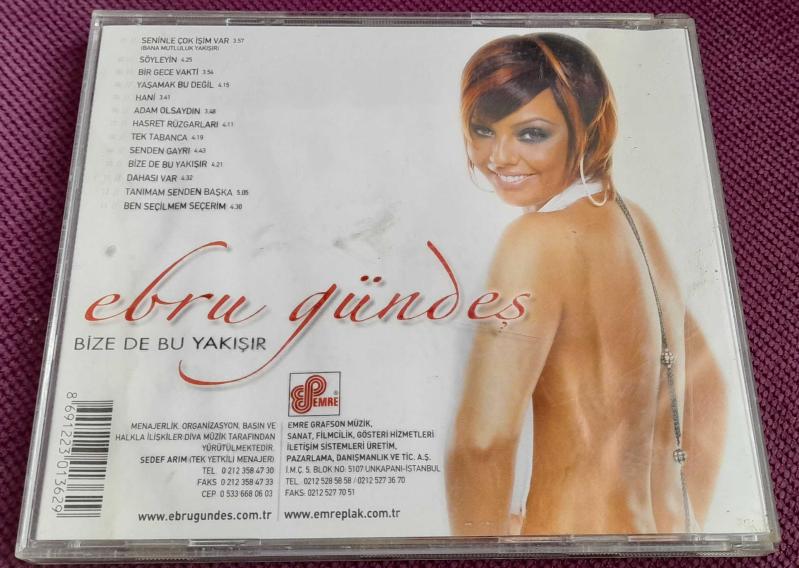 SENİNLE ÇOK İŞİM VAR 3.57
(BANA MUTLULUK YAKIŞIR)
SÖYLEYİN 4.25
BİR GECE VAKTİ 3.54
YAŞAMAK BU DEĞİL 4.15
HANİ 3.41
ADAM OLSAYDIN 3.48
HASRET RÜZGARLARI 4.11
TEK TABANCA 4.19
SENDEN GAYRI 4.43
BİZE DE BU YAKIŞIR 4.21
DAHASI VAR 4.32
TANIMAM SENDEN BAŞKA 5.05
BEN SEÇİLMEM SEÇERİM 4.30
ebru gündeş
BİZE DE BU YAKIŞIR
EMRE ®
8691223013629
MENAJERLİK, ORGANİZASYON, BASIN VE
HALKLA İLİŞKİLER DİVA MÜZİK TARAFINDAN
YÜRÜTÜLMEKTEDİR.
SEDEF ARIM (TEK YETKİLİ MENAJER)
TEL 0 212 358 47 30
FAKS 0 212 358 47 33
CEP 0 533 668 06 03
www.ebrugundes.com.tr
EMRE GRAFSON MÜZİK,
SANAT, FİLMCİLİK, GÖSTERİ HİZMETLERİ
İLETİŞİM SİSTEMLERİ ÜRETİM,
PAZARLAMA, DANIŞMANLIK VE TİC. A.Ş.
İ.M.Ç. 5. BLOK NO: 5107 UNKAPANI-İSTANBUL
TEL. 0212 528 58 58 / 0212 527 36 70
FAKS: 0212 527 70 51
www.emreplak.com.tr